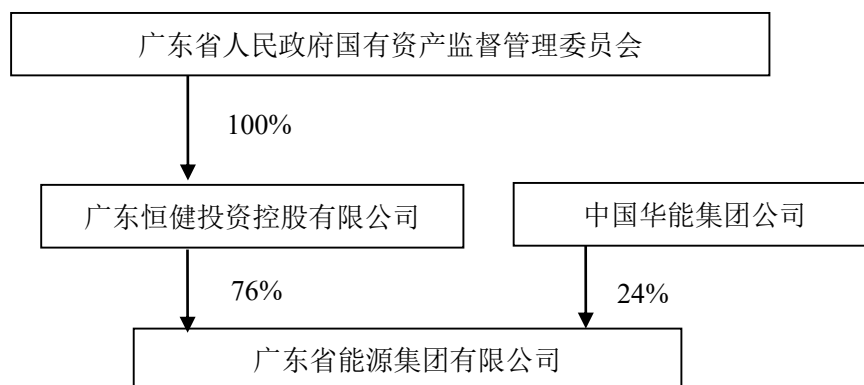 广东省人民政府国有资产监督管理委员会
100%
广东恒健投资控股有限公司
中国华能集团公司
76%
24%
广东省能源集团有限公司